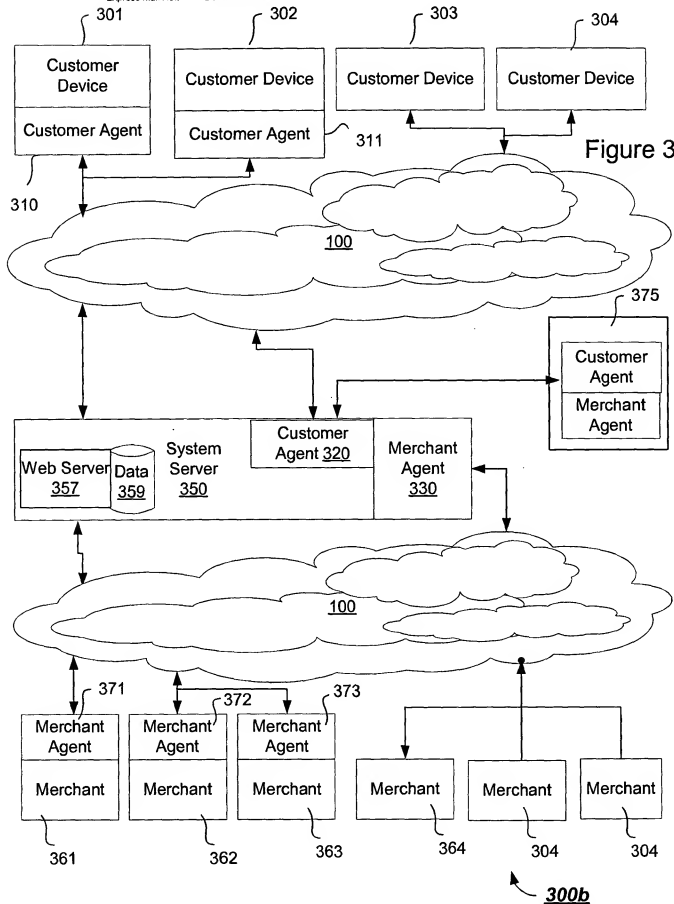 301
302
303
304
Customer
Device
Customer Device
Customer Device
Customer Device
Customer Agent
Customer Agent
311
310
Figure 3
100
375
Customer
Agent
Merchant
Agent
Customer
Agent 320
System
Server
350
Merchant
Agent
330
Web Server
357
Data
359
100
371
372
373
Merchant
Agent
Merchant Agent
Merchant
Agent
Merchant
Merchant
Merchant
Merchant
Merchant
Merchant
361
362
363
364
304
304
300b